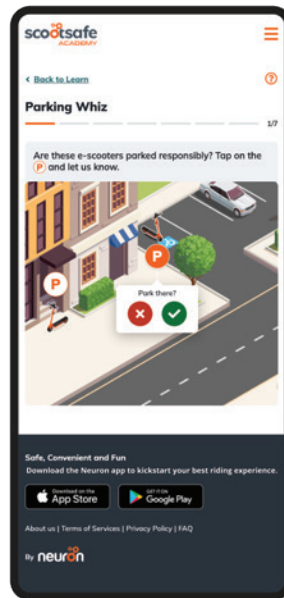 scootsafe
ACADEMY
< Back to Learn
?
Parking Whiz
1/7
Are these e-scooters parked responsibly? Tap on the
P and let us know.
P
P
Park there?
Safe, Convenient and Fun
Download the Neuron app to kickstart your best riding experience.
Download on the
App Store
GET IT ON
Google Play
About us | Terms of Services | Privacy Policy | FAQ
By neuron